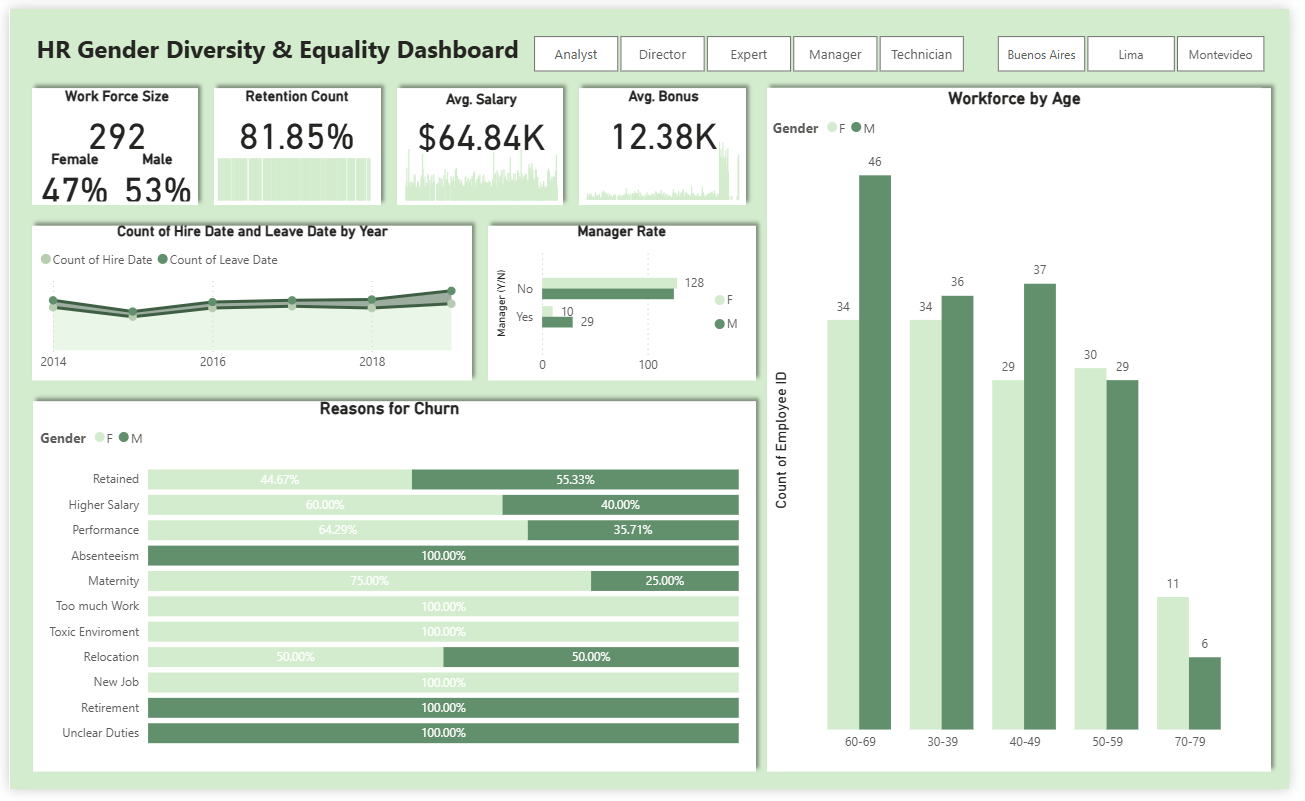 HR Gender Diversity & Equality Dashboard
Analyst
Director
Expert
Manager
Technician
Buenos Aires
Lima
Montevideo
Work Force Size
292
Female
Male
47%
53%
Retention Count
81.85%
Avg. Salary
$64.84K
Avg. Bonus
12.38K
Count of Hire Date and Leave Date by Year
Count of Hire Date
Count of Leave Date
2014
2016
2018
Manager Rate
Manager (Y/N)
No
128
Yes
10
29
0
100
F
M
Reasons for Churn
Gender F M
Retained 44.67% 55.33%
Higher Salary 60.00% 40.00%
Performance 64.29% 35.71%
Absenteeism 100.00%
Maternity 75.00% 25.00%
Too much Work 100.00%
Toxic Enviroment 100.00%
Relocation 50.00% 50.00%
New Job 100.00%
Retirement 100.00%
Unclear Duties 100.00%
Workforce by Age
Gender F M
Count of Employee ID
34
46
34
36
29
37
30
29
11
6
60-69
30-39
40-49
50-59
70-79